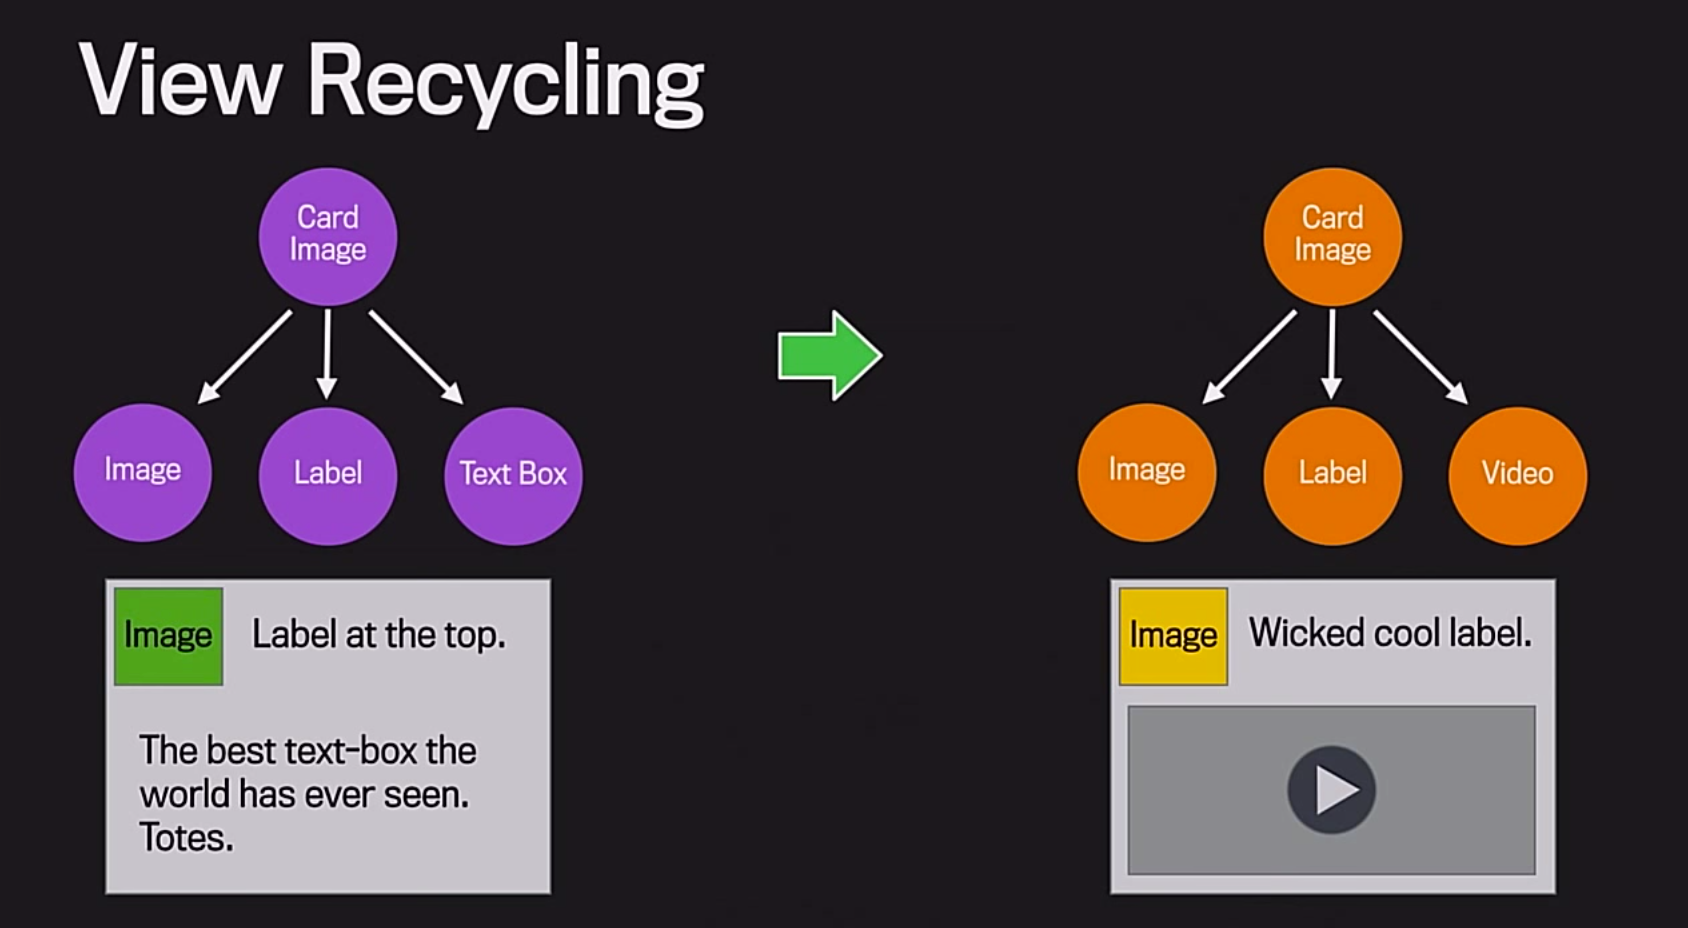 View Recycling
Card
Image
Card
Image
Image
Label
Text Box
Image
Label
Video
Image
Label at the top.
The best text-box the
world has ever seen.
Totes.
Image
Wicked cool label.